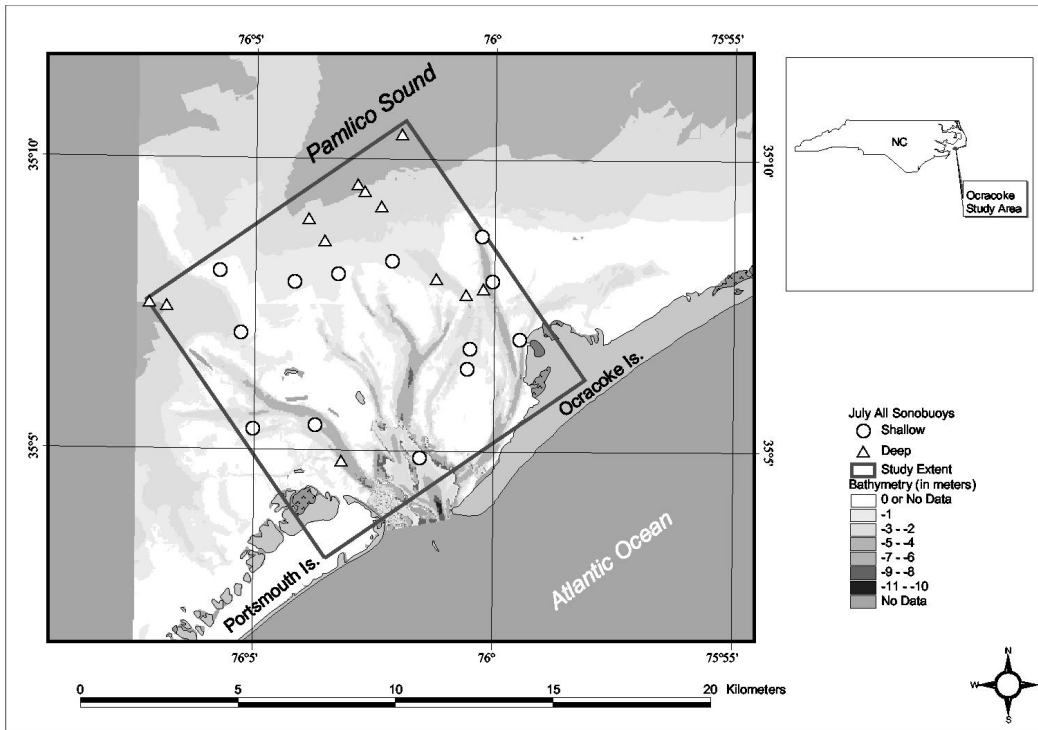 76°5'
76°
75°55'
Pamlico Sound
35°10'
35°10'
NC
Ocracoke
Study Area
Ocracoke Is.
35°5'
35°5'
Portsmouth Is.
Atlantic Ocean
76°5'
76°
75°55'
July All Sonobuoys
Shallow
Deep
Study Extent
Bathymetry (in meters)
0 or No Data
-1
-3 - -2
-5 - -4
-7 - -6
-9 - -8
-11 - -10
No Data
0 5 10 15 20 Kilometers
N
W E
S